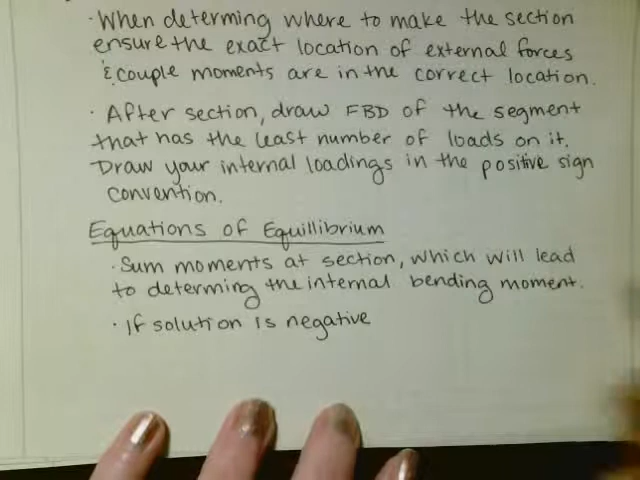 · When determining where to make the section
ensure the exact location of external forces
& couple moments are in the correct location.
· After section, draw FBD of the segment
that has the least number of loads on it.
Draw your internal loadings in the positive sign
convention.
Equations of Equillibrium
· Sum moments at section, which will lead
to determing the internal bending moment.
· If solution is negative